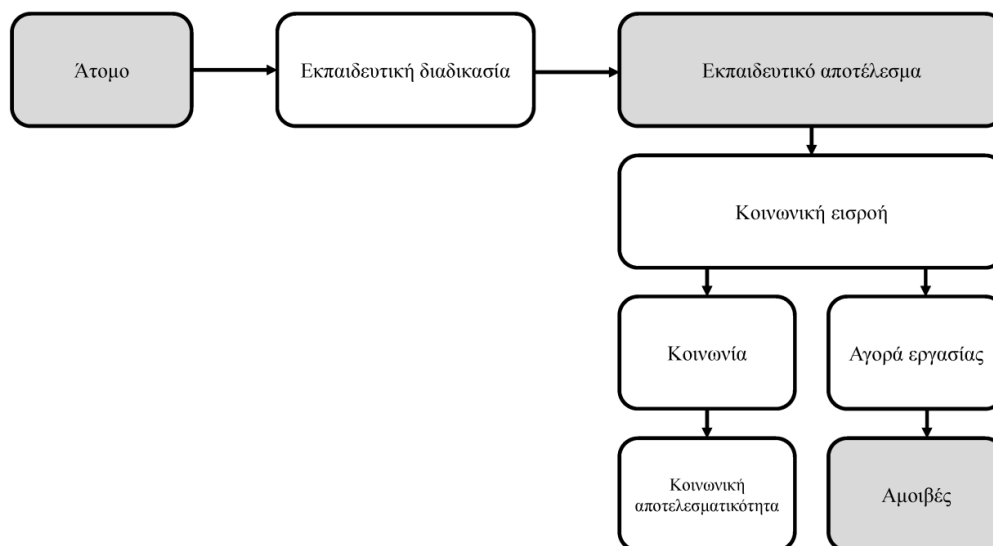 Άτομο
Εκπαιδευτική διαδικασία
Εκπαιδευτικό αποτέλεσμα
Κοινωνική εισροή
Κοινωνία
Αγορά εργασίας
Κοινωνική
αποτελεσματικότητα
Αμοιβές